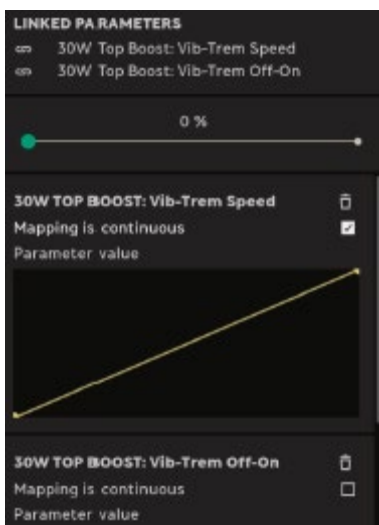 LINKED PARAMETERS
30W Top Boost: Vib-Trem Speed
30W Top Boost: Vib-Trem Off-On
0 %
30W TOP BOOST: Vib-Trem Speed
Mapping is continuous
Parameter value
30W TOP BOOST: Vib-Trem Off-On
Mapping is continuous
Parameter value